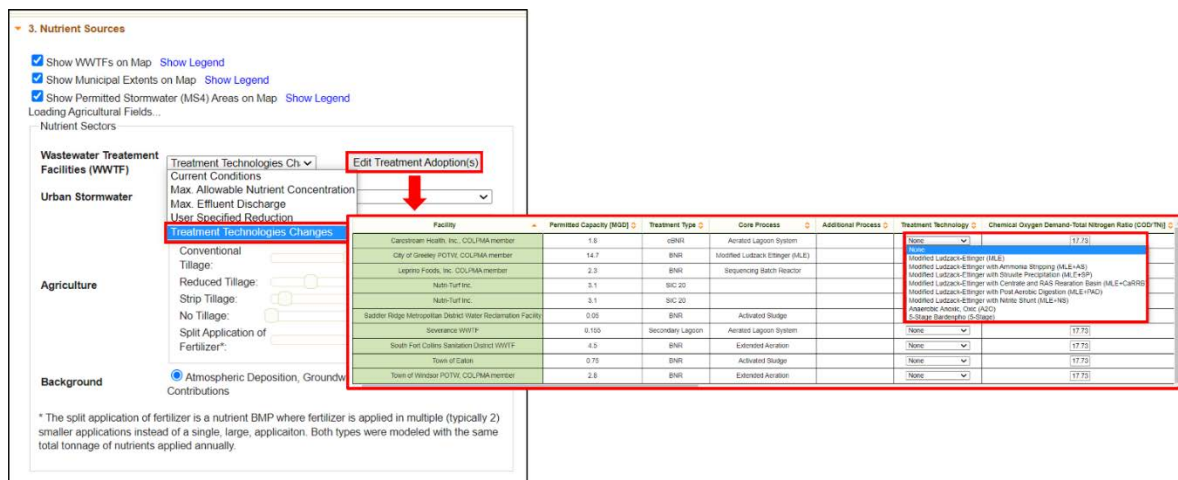 3. Nutrient Sources
Show WWTFs on Map Show Legend
Show Municipal Extents on Map Show Legend
Show Permitted Stormwater (MS4) Areas on Map Show Legend
Loading Agricultural Fields...
Nutrient Sectors
Wastewater Treatement
Facilities (WWTF)
Treatment Technologies Ch
Edit Treatment Adoption(s)
Current Conditions
Max. Allowable Nutrient Concentration
Urban Stormwater
Max. Effluent Discharge
User Specified Reduction
Treatment Technologies Changes
Agriculture
Conventional
Tillage:
Reduced Tillage:
Strip Tillage:
No Tillage:
Split Application of
Fertilizer*:
Background
Atmospheric Deposition, Groundw
Contributions
* The split application of fertilizer is a nutrient BMP where fertilizer is applied in multiple (typically 2)
smaller applications instead of a single, large, applicaiton. Both types were modeled with the same
total tonnage of nutrients applied annually.
Facility Permitted Capacity [MGD] Treatment Type Core Process Additional Process Treatment Technology Chemical Oxygen Demand-Total Nitrogen Ratio [COD/TN]
Carestream Health, Inc., COLPMA member 1.8 eBNR Aerated Lagoon System None 17.73
City of Greeley POTW, COLPMA member 14.7 BNR Modified Ludzack Ettinger (MLE)
Leprino Foods, Inc. COLPMA member 2.3 BNR Sequencing Batch Reactor
Nutri-Turf Inc. 3.1 SIC 20
Nutri-Turf Inc. 3.1 SIC 20
Saddler Ridge Metropolitan District Water Reclamation Facility 0.05 BNR Activated Sludge
None
Modified Ludzack-Ettinger (MLE)
Modified Ludzack-Ettinger with Ammonia Stripping (MLE+AS)
Modified Ludzack-Ettinger with Struvite Precipitation (MLE+SP)
Modified Ludzack-Ettinger with Centrate and RAS Rearation Basin (MLE+CaRRB)
Modified Ludzack-Ettinger with Post Aerobic Digestion (MLE+PAD)
Modified Ludzack-Ettinger with Nitrite Shunt (MLE+NS)
Anaerobic Anoxic, Oxic (A2O)
5-Stage Bardenpho (5-Stage)
Severance WWTF 0.155 Secondary Lagoon Aerated Lagoon System None 17.73
South Fort Collins Sanitation District WWTF 4.5 BNR Extended Aeration None 17.73
Town of Eaton 0.75 BNR Activated Sludge None 17.73
Town of Windsor POTW, COLPMA member 2.8 BNR Extended Aeration None 17.73